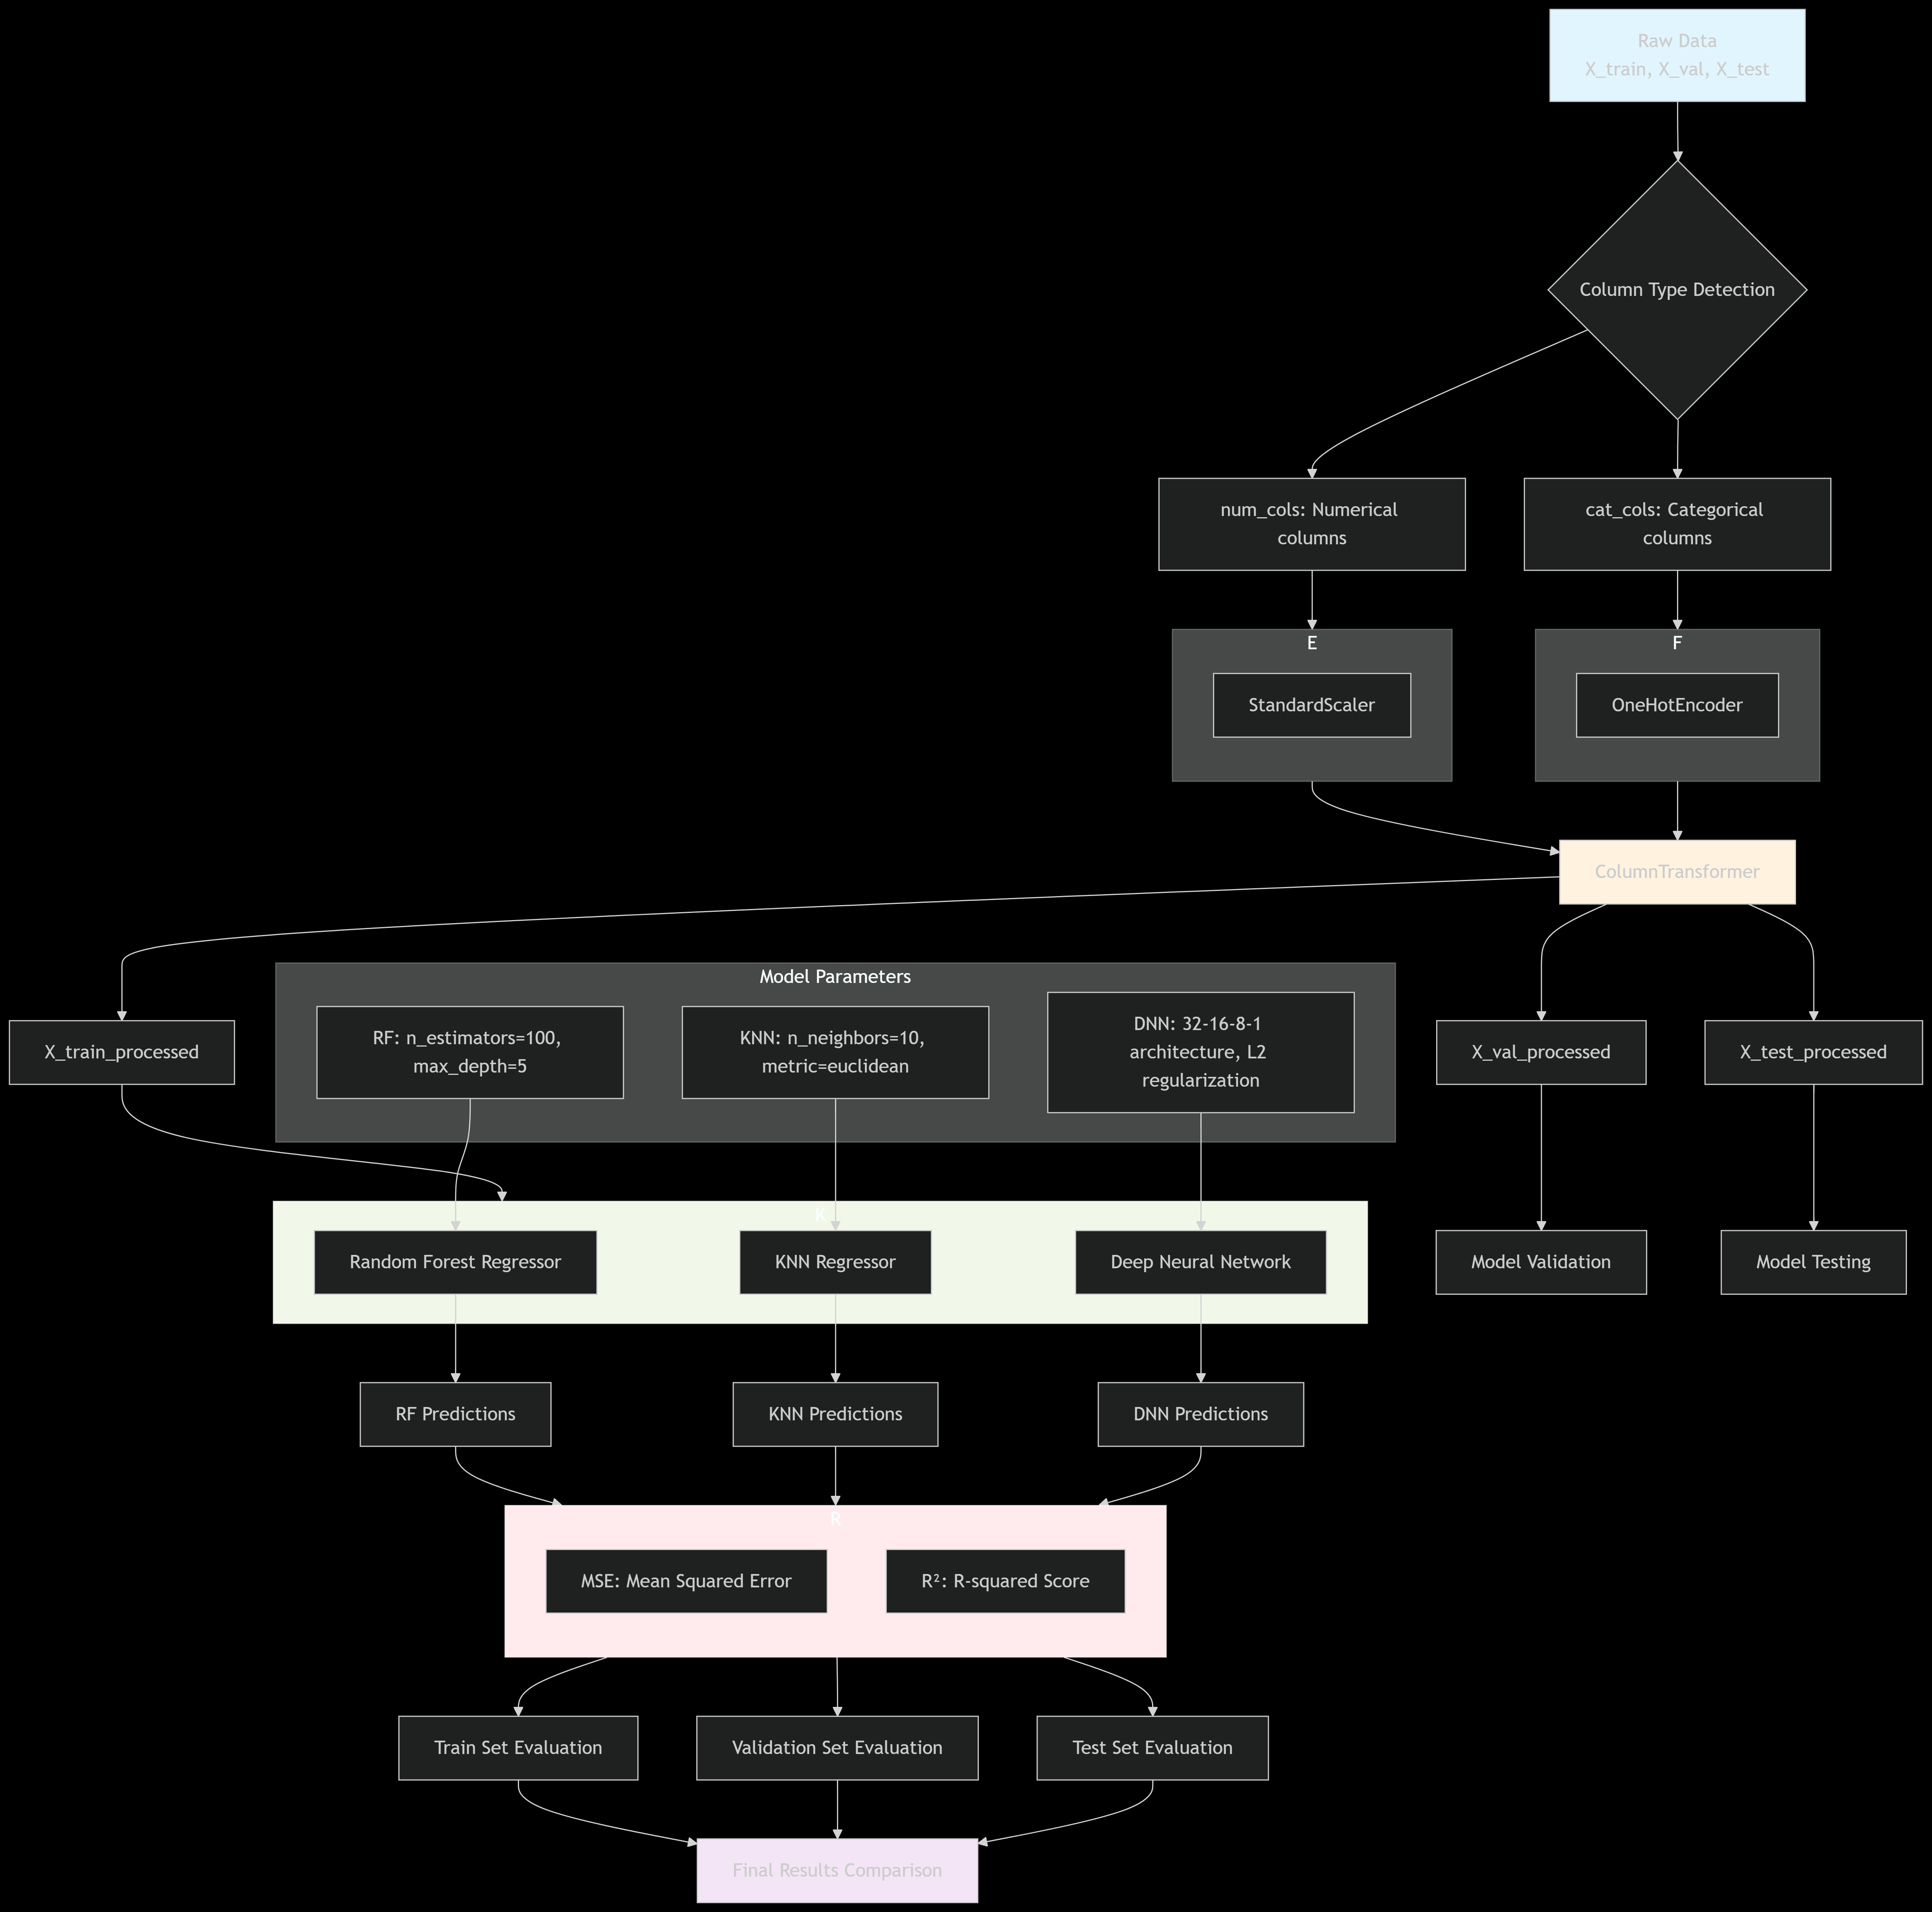 Raw Data
X_train, X_val, X_test
Column Type Detection
num_cols: Numerical
columns
cat_cols: Categorical
columns
E
StandardScaler
F
OneHotEncoder
ColumnTransformer
Model Parameters
RF: n_estimators=100,
max_depth=5
KNN: n_neighbors=10,
metric=euclidean
DNN: 32-16-8-1
architecture, L2
regularization
X_train_processed
X_val_processed
X_test_processed
K
Random Forest Regressor
KNN Regressor
Deep Neural Network
Model Validation
Model Testing
RF Predictions
KNN Predictions
DNN Predictions
R
MSE: Mean Squared Error
R²: R-squared Score
Train Set Evaluation
Validation Set Evaluation
Test Set Evaluation
Final Results Comparison